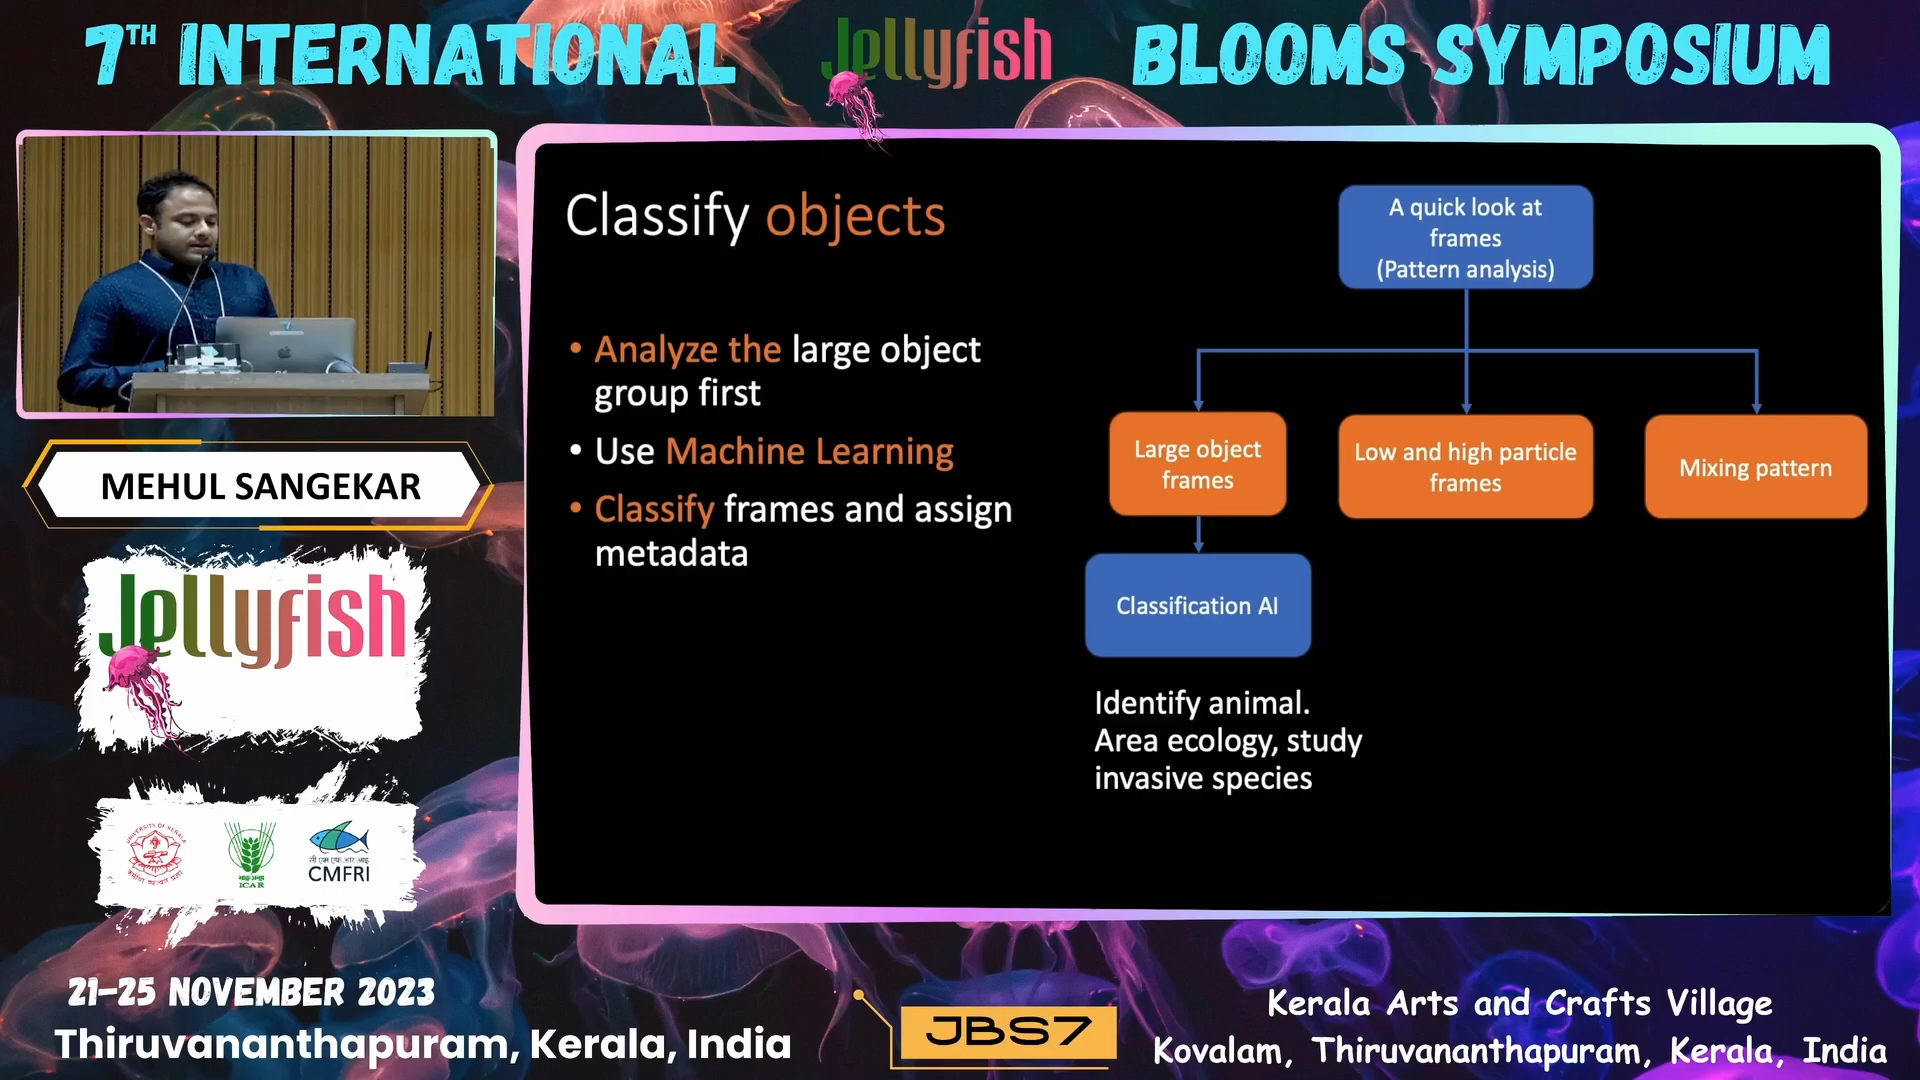 7TH INTERNATIONAL Jellyfish BLOOMS SYMPOSIUM
MEHUL SANGEKAR
Jellyfish
UNIVERSITY OF KERALA
ICAR
CMFRI
Classify objects
• Analyze the large object
group first
• Use Machine Learning
• Classify frames and assign
metadata
A quick look at
frames
(Pattern analysis)
Large object
frames
Low and high particle
frames
Mixing pattern
Classification AI
Identify animal.
Area ecology, study
invasive species
21-25 NOVEMBER 2023
Thiruvananthapuram, Kerala, India
JBS7
Kerala Arts and Crafts Village
Kovalam, Thiruvananthapuram, Kerala, India